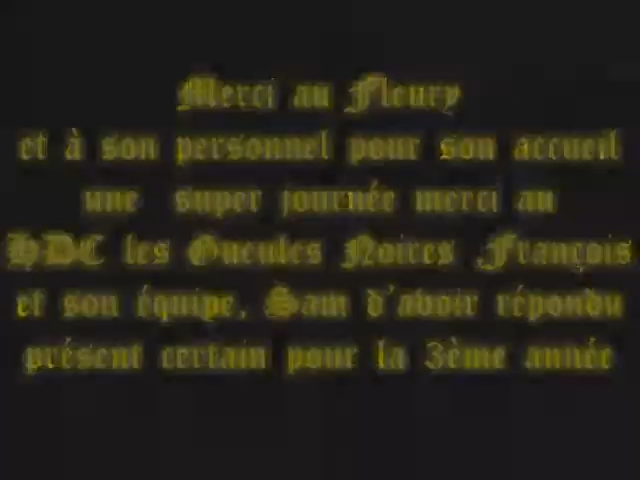 Merci au Fleury
et à son personnel pour son accueil
une super journée merci au
HDC les Gueules Noires ,François
et son équipe, Sam d'avoir répondu
présent certain pour la 3ème année